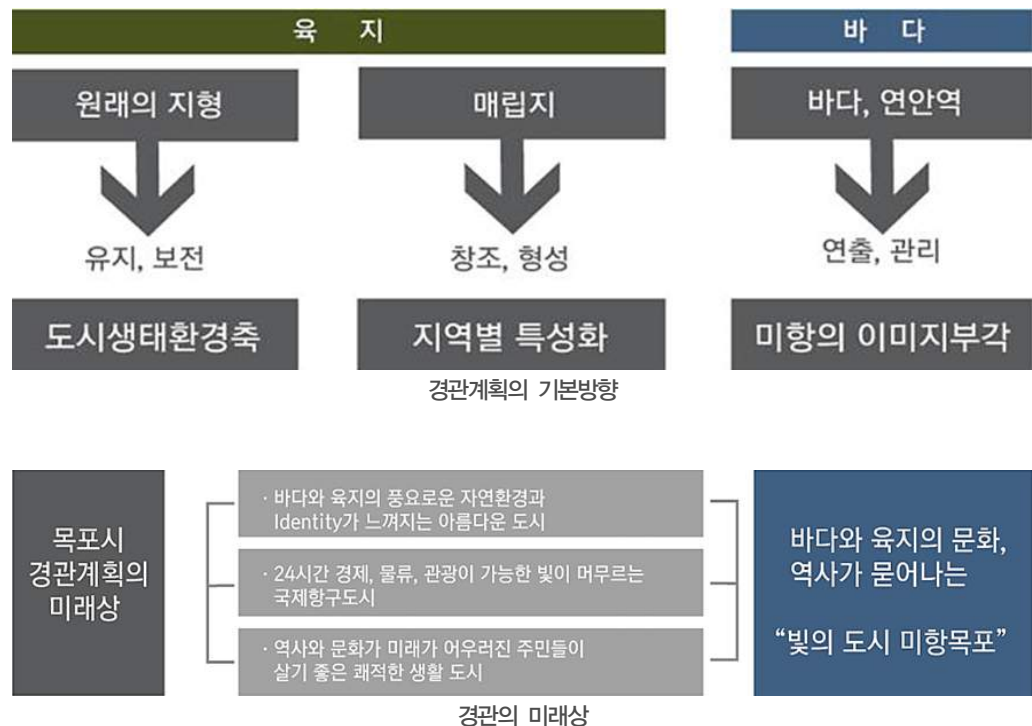 육 지
바 다
원래의 지형
매립지
바다, 연안역
유지, 보전
창조, 형성
연출, 관리
도시생태환경축
지역별 특성화
미항의 이미지부각
경관계획의 기본방향
목포시
경관계획의
미래상
· 바다와 육지의 풍요로운 자연환경과
Identity가 느껴지는 아름다운 도시
· 24시간 경제, 물류, 관광이 가능한 빛이 머무르는
국제항구도시
· 역사와 문화가 미래가 어우러진 주민들이
살기 좋은 쾌적한 생활 도시
바다와 육지의 문화,
역사가 묻어나는
“빛의 도시 미항목포”
경관의 미래상